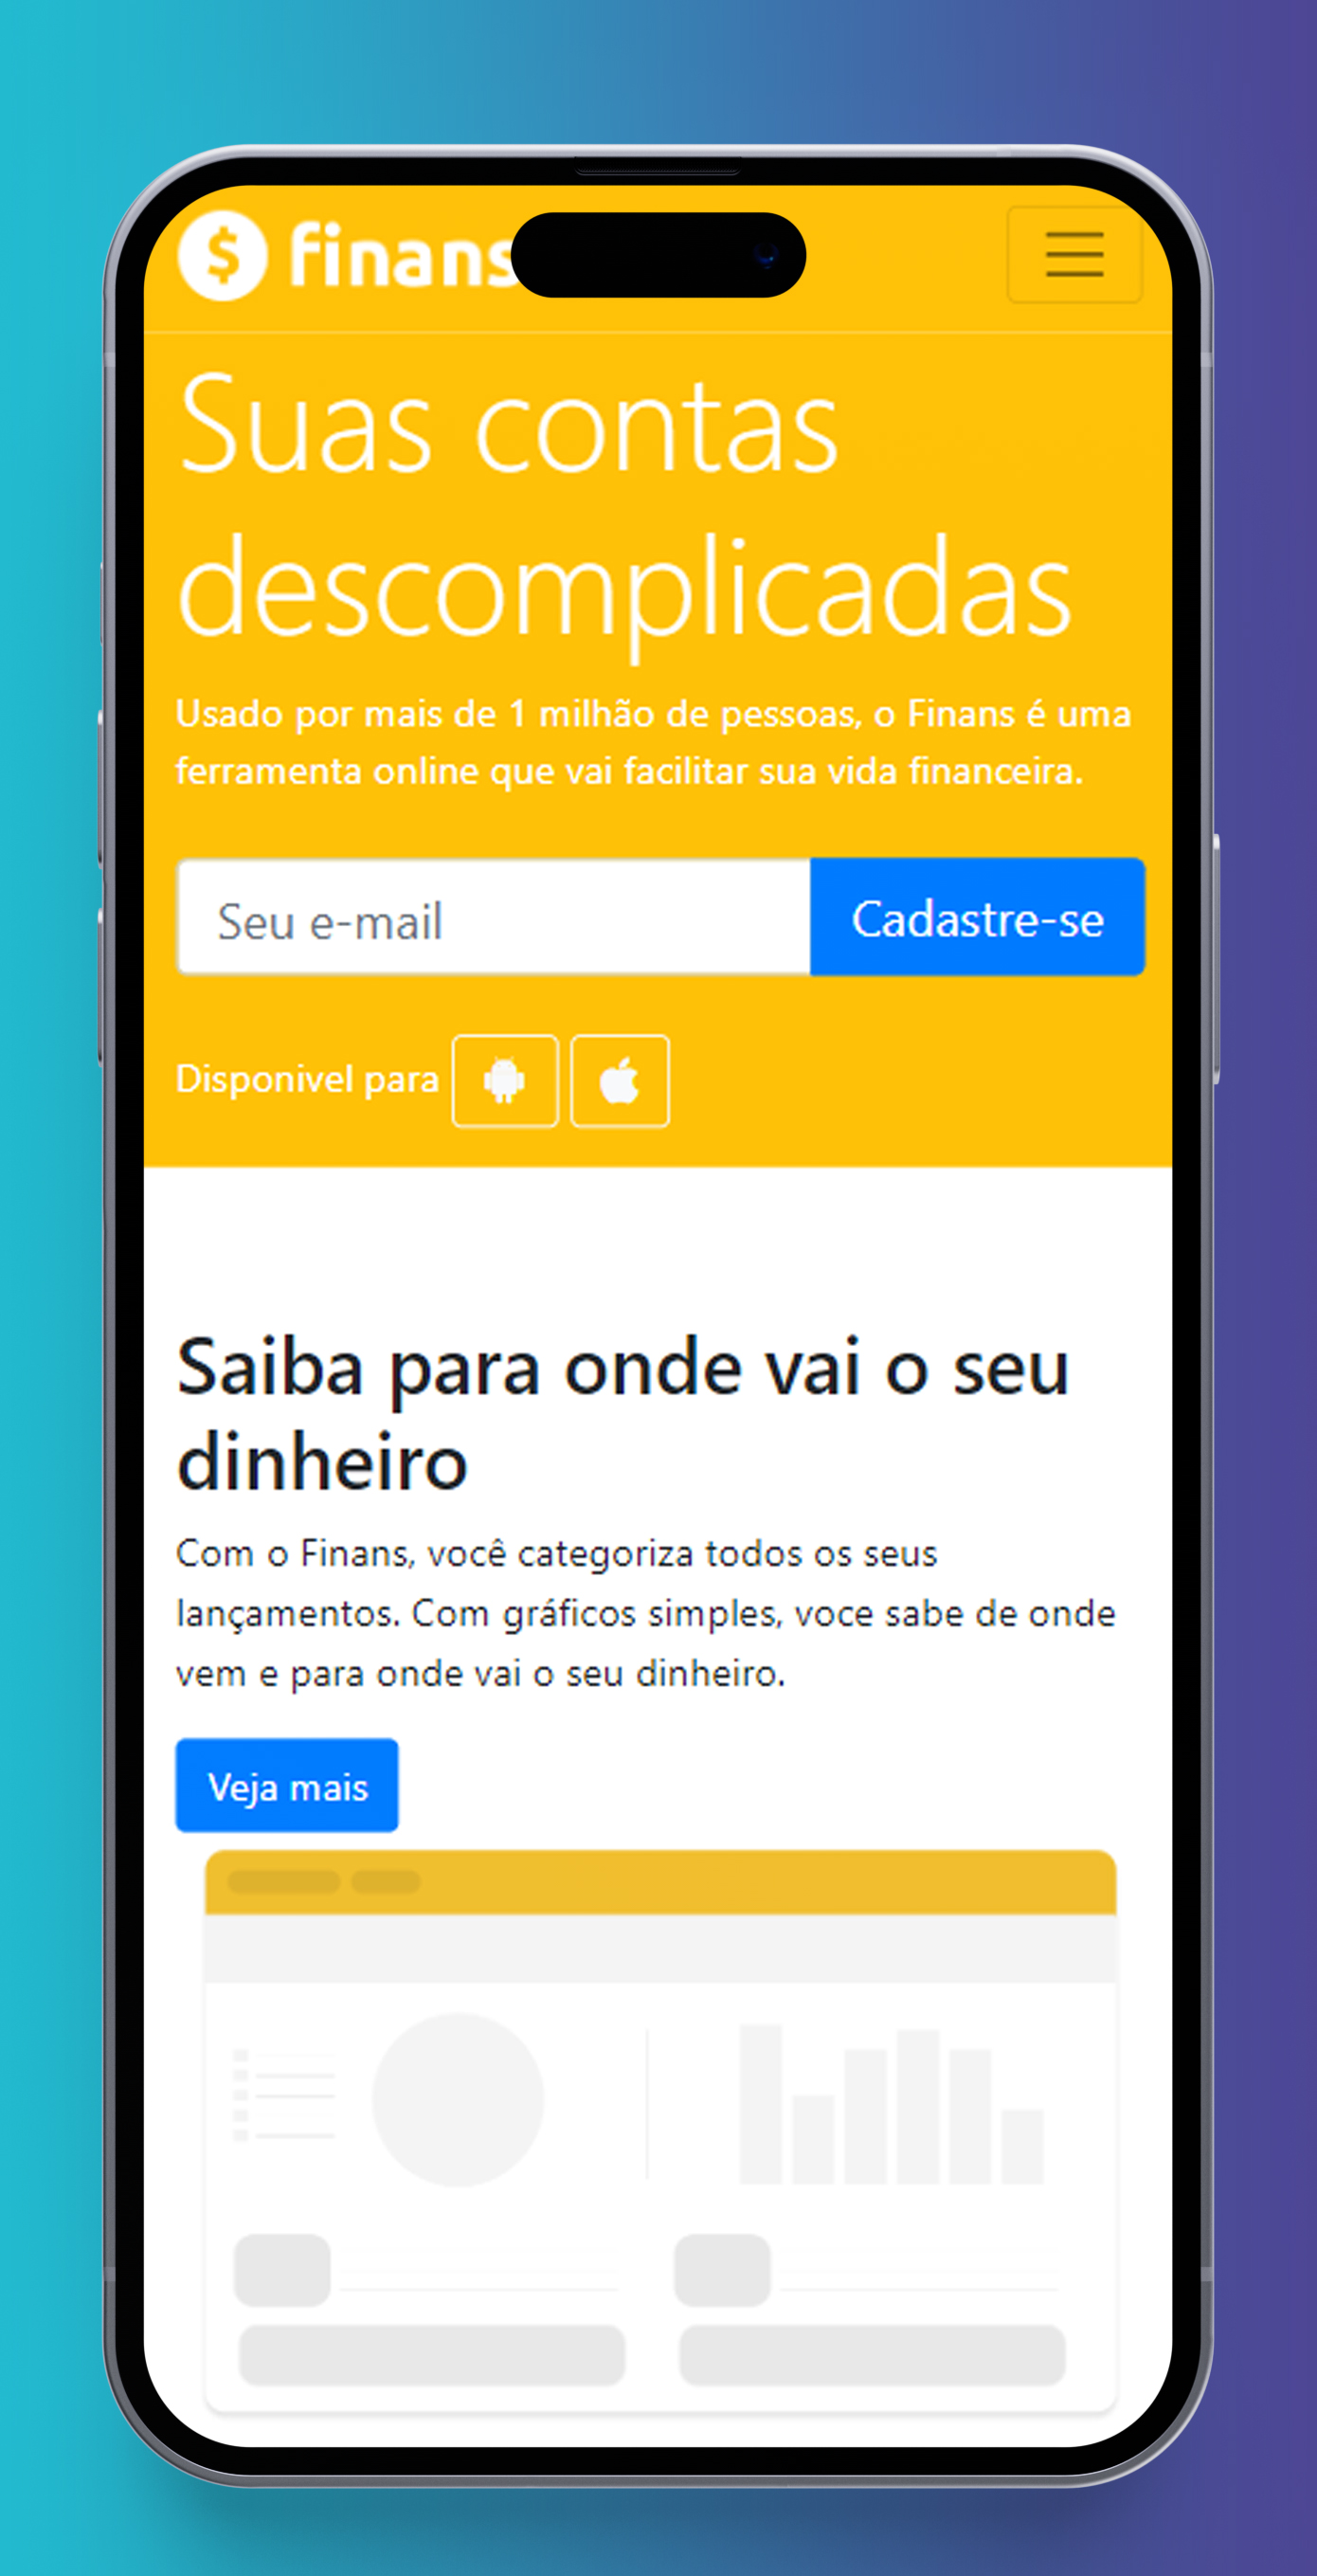 finans
Suas contas
descomplicadas
Usado por mais de 1 milhão de pessoas, o Finans é uma
ferramenta online que vai facilitar sua vida financeira.
Seu e-mail
Cadastre-se
Disponivel para
Saiba para onde vai o seu
dinheiro
Com o Finans, você categoriza todos os seus
lançamentos. Com gráficos simples, voce sabe de onde
vem e para onde vai o seu dinheiro.
Veja mais